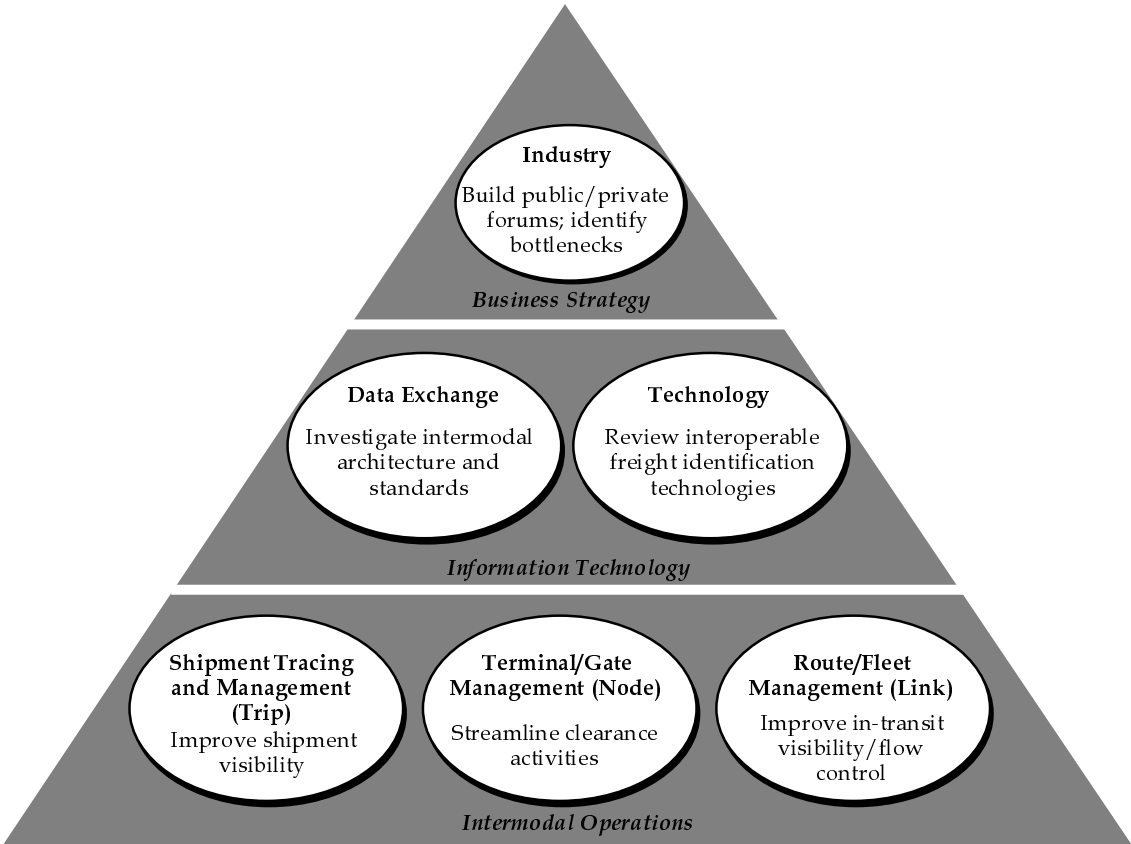 Industry
Build public/private
forums; identify
bottlenecks
Business Strategy
Data Exchange
Investigate intermodal
architecture and
standards
Technology
Review interoperable
freight identification
technologies
Information Technology
Shipment Tracing
and Management
(Trip)
Improve shipment
visibility
Terminal/Gate
Management (Node)
Streamline clearance
activities
Route/Fleet
Management (Link)
Improve in-transit
visibility/flow
control
Intermodal Operations